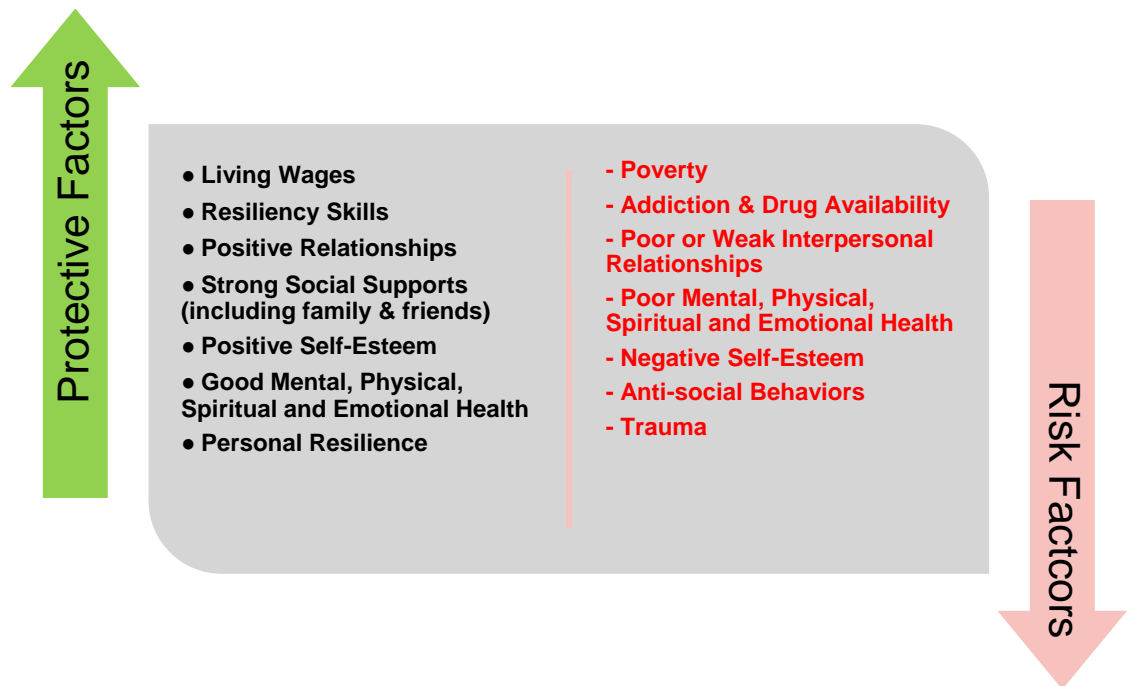 Protective Factors
● Living Wages
● Resiliency Skills
● Positive Relationships
● Strong Social Supports
(including family & friends)
● Positive Self-Esteem
● Good Mental, Physical,
Spiritual and Emotional Health
● Personal Resilience
- Poverty
- Addiction & Drug Availability
- Poor or Weak Interpersonal
Relationships
- Poor Mental, Physical,
Spiritual and Emotional Health
- Negative Self-Esteem
- Anti-social Behaviors
- Trauma
Risk Factcors